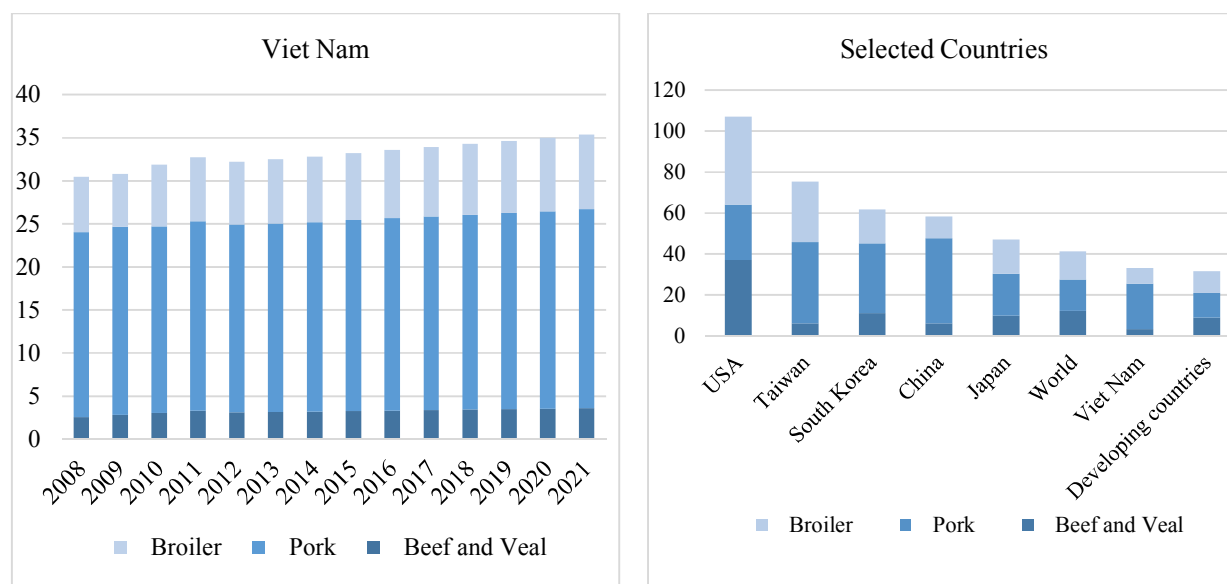 Viet Nam
40
35
30
25
20
15
10
5
0
2008 2009 2010 2011 2012 2013 2014 2015 2016 2017 2018 2019 2020 2021
Broiler Pork Beef and Veal
Selected Countries
120
100
80
60
40
20
0
USA Taiwan South Korea China Japan World Viet Nam Developing countries
Broiler Pork Beef and Veal